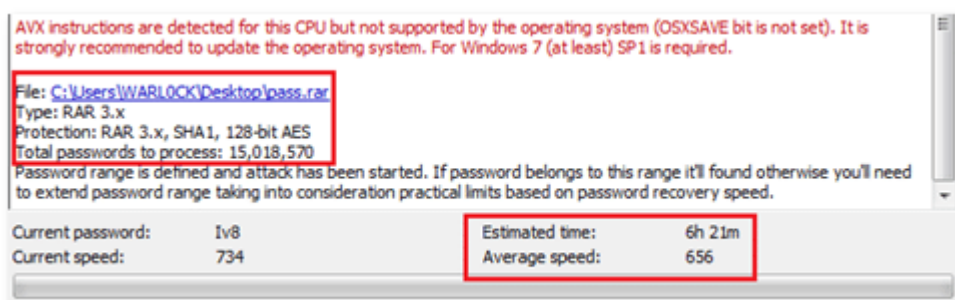 AVX instructions are detected for this CPU but not supported by the operating system (OSXSAVE bit is not set). It is
strongly recommended to update the operating system. For Windows 7 (at least) SP1 is required.
File: C:\Users\WARL0CK\Desktop\pass.rar
Type: RAR 3.x
Protection: RAR 3.x, SHA1, 128-bit AES
Total passwords to process: 15,018,570
Password range is defined and attack has been started. If password belongs to this range it'll found otherwise you'll need
to extend password range taking into consideration practical limits based on password recovery speed.
Current password: Iv8 Estimated time: 6h 21m
Current speed: 734 Average speed: 656